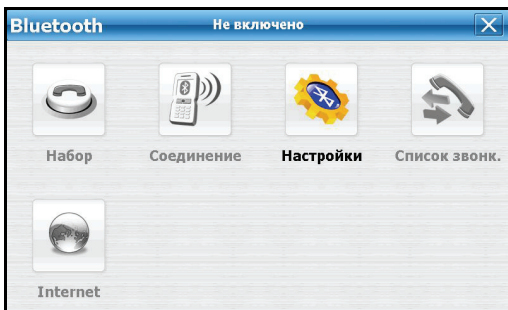 Bluetooth Не включено
Набор Соединение Настройки Список звонк.
Internet